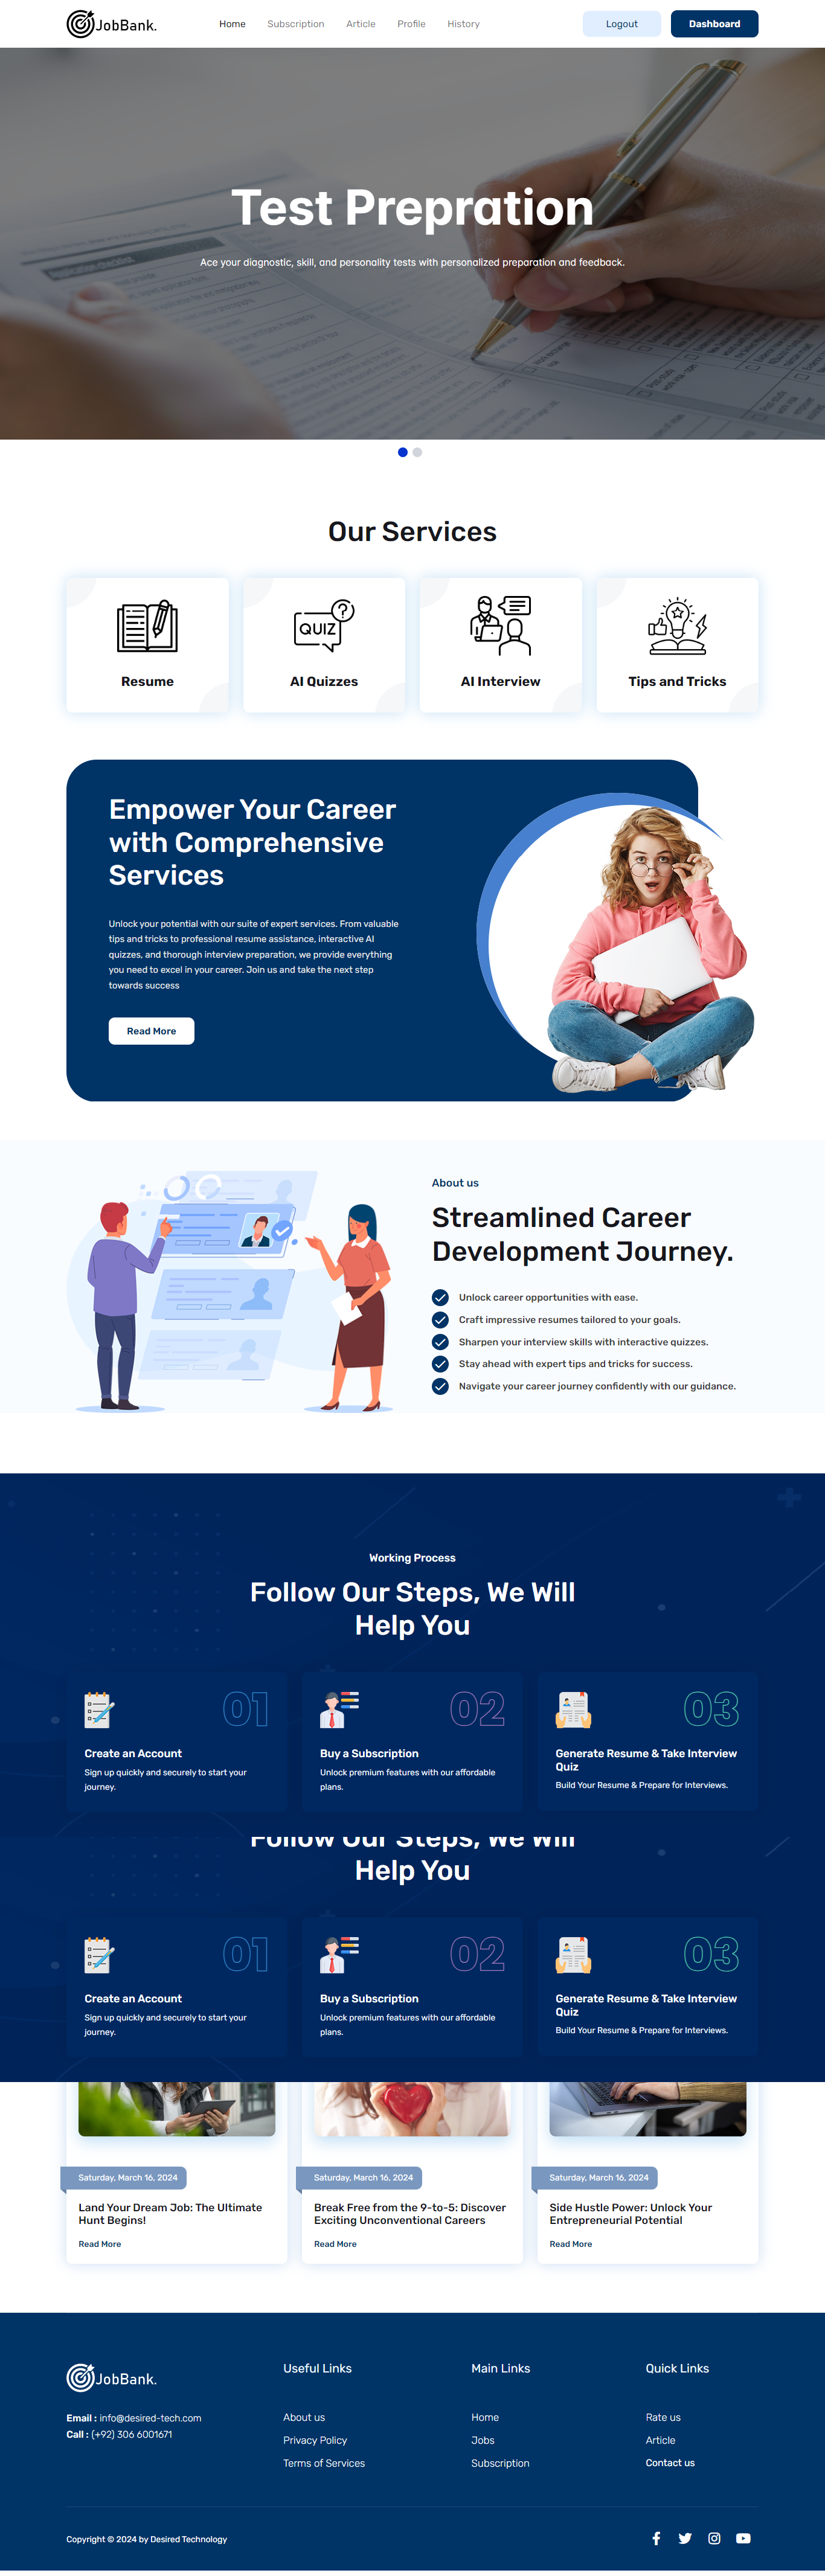 JobBank.
Home
Subscription
Article
Profile
History
Logout
Dashboard
Test Prepration
Ace your diagnostic, skill, and personality tests with personalized preparation and feedback.
Our Services
QUIZ
Resume
AI Quizzes
AI Interview
Tips and Tricks
Empower Your Career
with Comprehensive
Services
Unlock your potential with our suite of expert services. From valuable
tips and tricks to professional resume assistance, interactive AI
quizzes, and thorough interview preparation, we provide everything
you need to excel in your career. Join us and take the next step
towards success
Read More
About us
Streamlined Career
Development Journey.
Unlock career opportunities with ease.
Craft impressive resumes tailored to your goals.
Sharpen your interview skills with interactive quizzes.
Stay ahead with expert tips and tricks for success.
Navigate your career journey confidently with our guidance.
Working Process
Follow Our Steps, We Will
Help You
01
Create an Account
Sign up quickly and securely to start your
journey.
02
Buy a Subscription
Unlock premium features with our affordable
plans.
03
Generate Resume & Take Interview
Quiz
Build Your Resume & Prepare for Interviews.
Follow Our Steps, We Will
Help You
01
Create an Account
Sign up quickly and securely to start your
journey.
02
Buy a Subscription
Unlock premium features with our affordable
plans.
03
Generate Resume & Take Interview
Quiz
Build Your Resume & Prepare for Interviews.
Saturday, March 16, 2024
Land Your Dream Job: The Ultimate
Hunt Begins!
Read More
Saturday, March 16, 2024
Break Free from the 9-to-5: Discover
Exciting Unconventional Careers
Read More
Saturday, March 16, 2024
Side Hustle Power: Unlock Your
Entrepreneurial Potential
Read More
JobBank.
Email : info@desired-tech.com
Call : (+92) 306 6001671
Useful Links
About us
Privacy Policy
Terms of Services
Main Links
Home
Jobs
Subscription
Quick Links
Rate us
Article
Contact us
Copyright © 2024 by Desired Technology